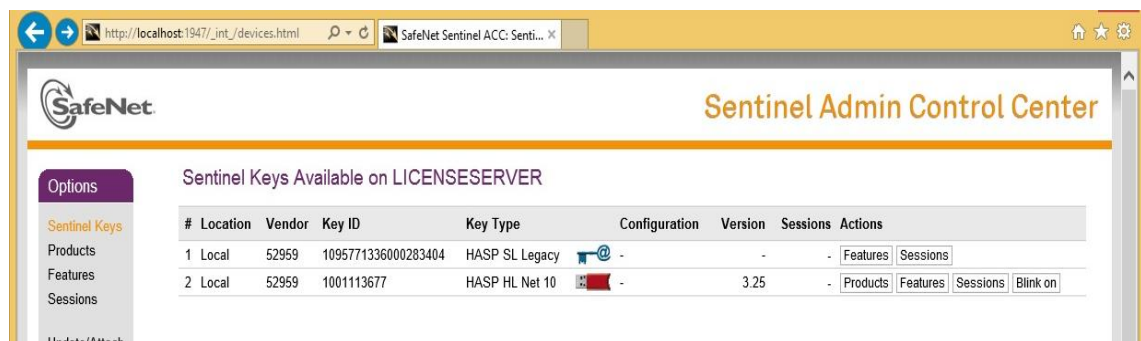 http://localhost:1947/_int_/devices.html SafeNet Sentinel ACC: Senti...
SafeNet.
Sentinel Admin Control Center
Options
Sentinel Keys Available on LICENSESERVER
Sentinel Keys
Products
Features
Sessions
# Location Vendor Key ID Key Type Configuration Version Sessions Actions
1 Local 52959 1095771336000283404 HASP SL Legacy - - - Features Sessions
2 Local 52959 1001113677 HASP HL Net 10 - 3.25 - Products Features Sessions Blink on
Update/Attach